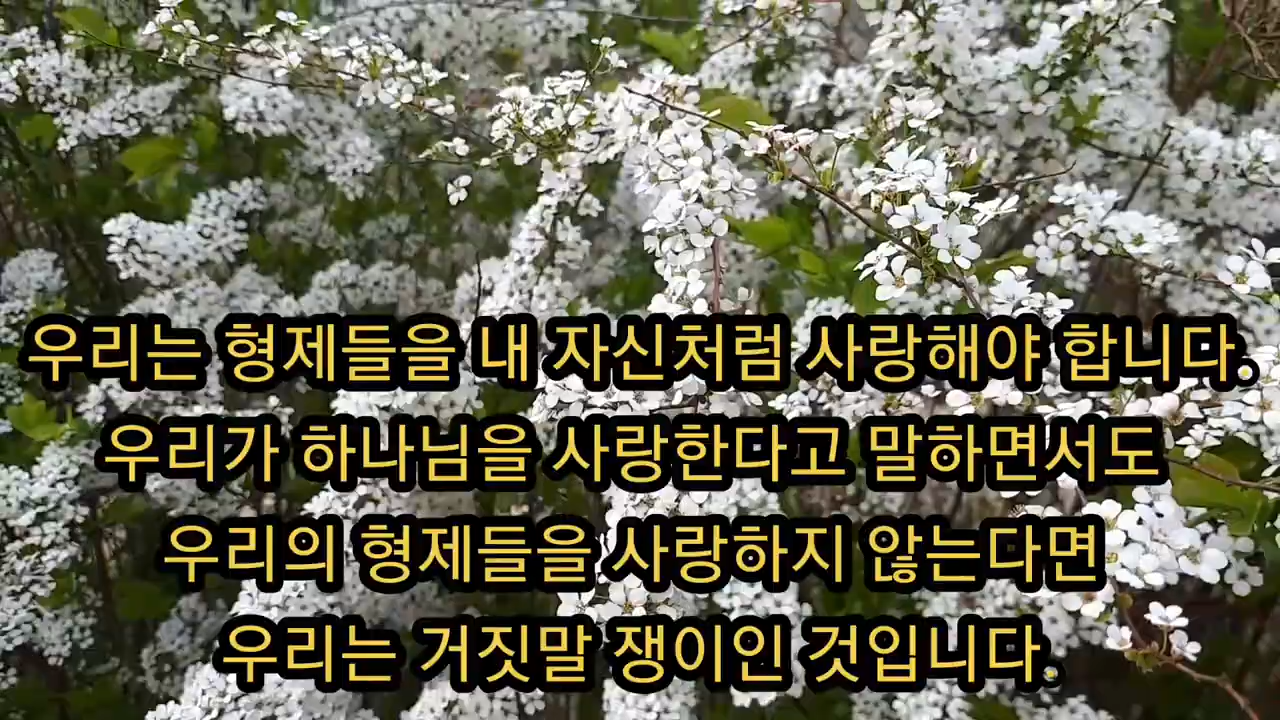 우리는 형제들을 내 자신처럼 사랑해야 합니다.
우리가 하나님을 사랑한다고 말하면서도
우리의 형제들을 사랑하지 않는다면
우리는 거짓말 쟁이인 것입니다.